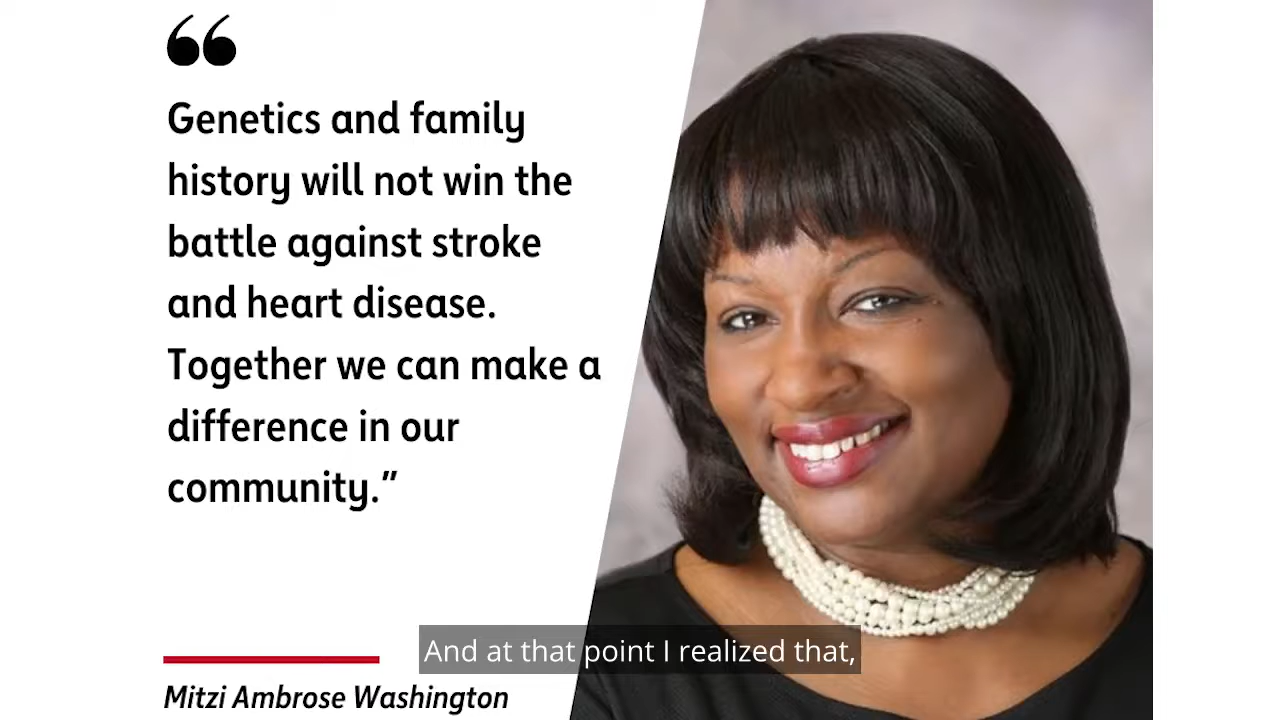 “
Genetics and family
history will not win the
battle against stroke
and heart disease.
Together we can make a
difference in our
community.”
And at that point I realized that,
Mitzi Ambrose Washington